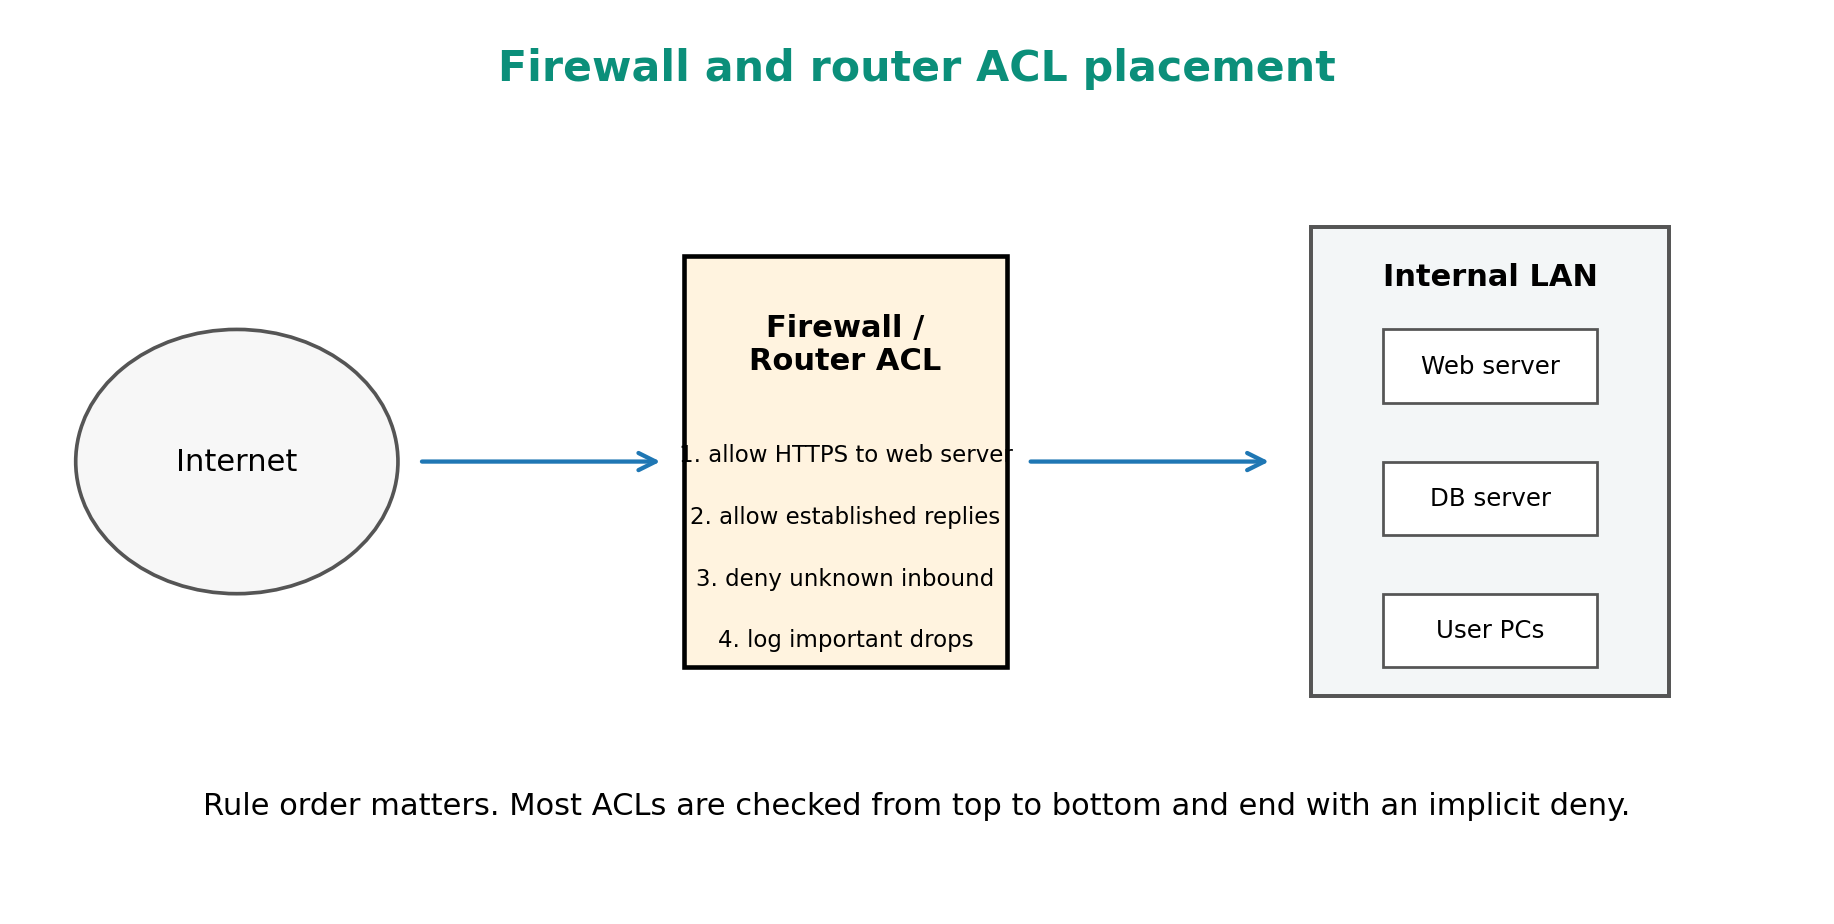 Firewall and router ACL placement
Internet
Firewall /
Router ACL
1. allow HTTPS to web server
2. allow established replies
3. deny unknown inbound
4. log important drops
Internal LAN
Web server
DB server
User PCs
Rule order matters. Most ACLs are checked from top to bottom and end with an implicit deny.